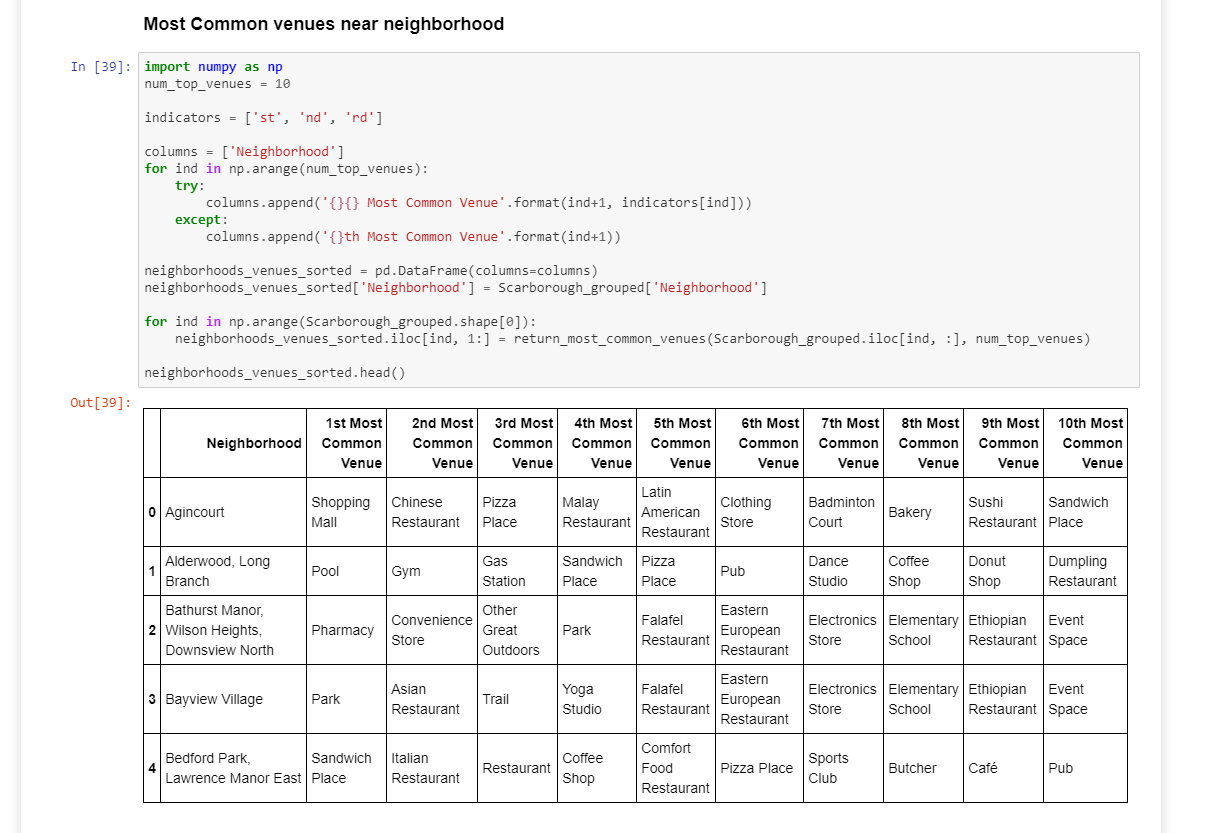 Most Common venues near neighborhood
In [39]: import numpy as np
num_top_venues = 10
indicators = ['st', 'nd', 'rd']
columns = ['Neighborhood']
for ind in np.arange(num_top_venues):
    try:
        columns.append('{}{} Most Common Venue'.format(ind+1, indicators[ind]))
    except:
        columns.append('{}th Most Common Venue'.format(ind+1))
neighborhoods_venues_sorted = pd.DataFrame(columns=columns)
neighborhoods_venues_sorted['Neighborhood'] = Scarborough_grouped['Neighborhood']
for ind in np.arange(Scarborough_grouped.shape[0]):
    neighborhoods_venues_sorted.iloc[ind, 1:] = return_most_common_venues(Scarborough_grouped.iloc[ind, :], num_top_venues)
neighborhoods_venues_sorted.head()
Out[39]:
Neighborhood 1st Most Common Venue 2nd Most Common Venue 3rd Most Common Venue 4th Most Common Venue 5th Most Common Venue 6th Most Common Venue 7th Most Common Venue 8th Most Common Venue 9th Most Common Venue 10th Most Common Venue
0 Agincourt Shopping Mall Chinese Restaurant Pizza Place Malay Restaurant Latin American Restaurant Clothing Store Badminton Court Bakery Sushi Restaurant Sandwich Place
1 Alderwood, Long Branch Pool Gym Gas Station Sandwich Place Pizza Place Pub Dance Studio Coffee Shop Donut Shop Dumpling Restaurant
2 Bathurst Manor, Wilson Heights, Downsview North Pharmacy Convenience Store Other Great Outdoors Park Falafel Restaurant Eastern European Restaurant Electronics Store Elementary School Ethiopian Restaurant Event Space
3 Bayview Village Park Asian Restaurant Trail Yoga Studio Falafel Restaurant Eastern European Restaurant Electronics Store Elementary School Ethiopian Restaurant Event Space
4 Bedford Park, Lawrence Manor East Sandwich Place Italian Restaurant Restaurant Coffee Shop Comfort Food Restaurant Pizza Place Sports Club Butcher Café Pub